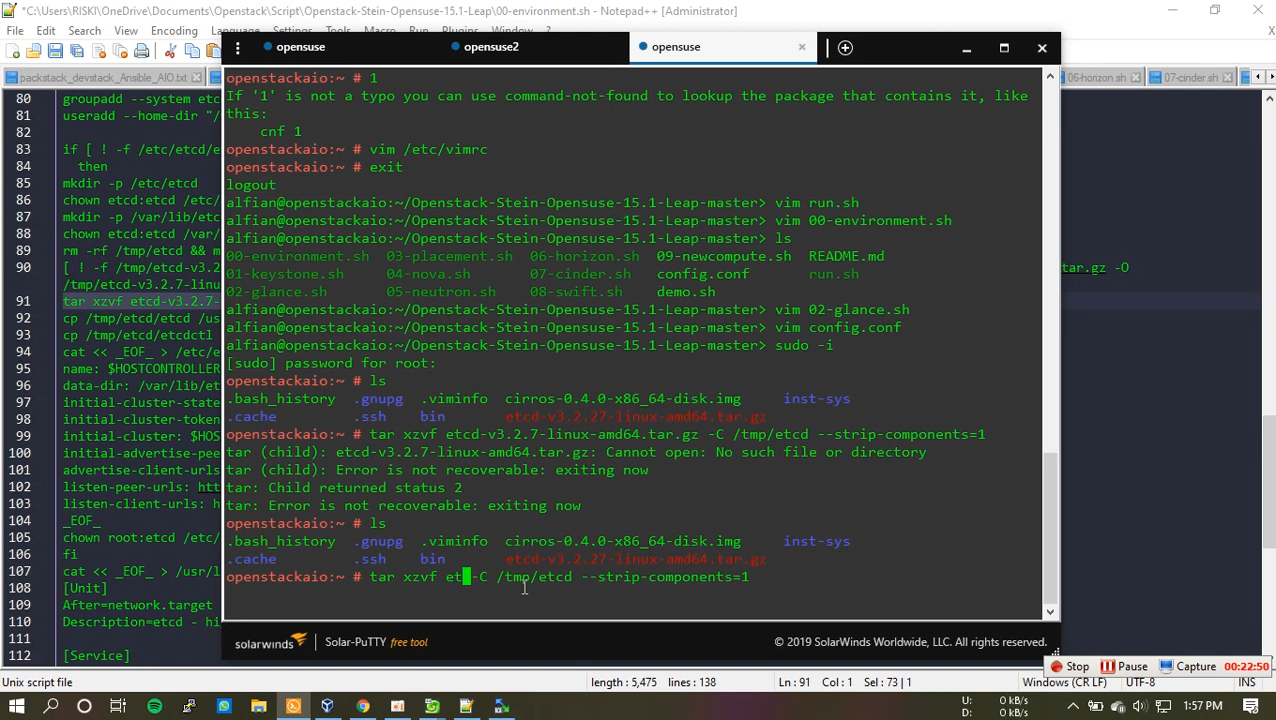 *C:\Users\RISKI\OneDrive\Documents\Openstack\Script\Openstack-Stein-Opensuse-15.1-Leap\00-environment.sh - Notepad++ [Administrator]
File Edit Search View Encoding Language Settings Tools Macro Run Plugins Window ?
opensuse opensuse2 opensuse
packstack_devstack_Ansible_AIO.txt 06-horizon.sh 07-cinder.sh
80 groupadd --system etc
81 useradd --home-dir "/
82
83 if [ ! -f /etc/etcd/e
84 then
85 mkdir -p /etc/etcd
86 chown etcd:etcd /etc/
87 mkdir -p /var/lib/etc
88 chown etcd:etcd /var/
89 rm -rf /tmp/etcd && m
90 [ ! -f /tmp/etcd-v3.2. tar.gz -O
/tmp/etcd-v3.2.7-linu
91 tar xzvf etcd-v3.2.7-
92 cp /tmp/etcd/etcd /us
93 cp /tmp/etcd/etcdctl
94 cat << _EOF_ > /etc/e
95 name: $HOSTCONTROLLER
96 data-dir: /var/lib/et
97 initial-cluster-state
98 initial-cluster-token
99 initial-cluster: $HOS
100 initial-advertise-pee
101 advertise-client-urls
102 listen-peer-urls: htt
103 listen-client-urls: h
104 _EOF_
105 chown root:etcd /etc/
106 fi
107 cat << _EOF_ > /usr/l
108 [Unit]
109 After=network.target
110 Description=etcd - hi
111
112 [Service]
openstackaio:~ # 1
If '1' is not a typo you can use command-not-found to lookup the package that contains it, like
this:
cnf 1
openstackaio:~ # vim /etc/vimrc
openstackaio:~ # exit
logout
alfian@openstackaio:~/Openstack-Stein-Opensuse-15.1-Leap-master> vim run.sh
alfian@openstackaio:~/Openstack-Stein-Opensuse-15.1-Leap-master> vim 00-environment.sh
alfian@openstackaio:~/Openstack-Stein-Opensuse-15.1-Leap-master> ls
00-environment.sh 03-placement.sh 06-horizon.sh 09-newcompute.sh README.md
01-keystone.sh 04-nova.sh 07-cinder.sh config.conf run.sh
02-glance.sh 05-neutron.sh 08-swift.sh demo.sh
alfian@openstackaio:~/Openstack-Stein-Opensuse-15.1-Leap-master> vim 02-glance.sh
alfian@openstackaio:~/Openstack-Stein-Opensuse-15.1-Leap-master> vim config.conf
alfian@openstackaio:~/Openstack-Stein-Opensuse-15.1-Leap-master> sudo -i
[sudo] password for root:
openstackaio:~ # ls
.bash_history .gnupg .viminfo cirros-0.4.0-x86_64-disk.img inst-sys
.cache .ssh bin etcd-v3.2.27-linux-amd64.tar.gz
openstackaio:~ # tar xzvf etcd-v3.2.7-linux-amd64.tar.gz -C /tmp/etcd --strip-components=1
tar (child): etcd-v3.2.7-linux-amd64.tar.gz: Cannot open: No such file or directory
tar (child): Error is not recoverable: exiting now
tar: Child returned status 2
tar: Error is not recoverable: exiting now
openstackaio:~ # ls
.bash_history .gnupg .viminfo cirros-0.4.0-x86_64-disk.img inst-sys
.cache .ssh bin etcd-v3.2.27-linux-amd64.tar.gz
openstackaio:~ # tar xzvf et -C /tmp/etcd --strip-components=1
solarwinds Solar-PuTTY free tool © 2019 SolarWinds Worldwide, LLC. All rights reserved.
Stop Pause Capture 00:22:50
Unix script file length : 5,475 lines : 138 Ln : 91 Col : 1 Sel : 73 | 1 Windows (CR LF) UTF-8 INS
U: 0 kB/s
D: 0 kB/s
1:57 PM